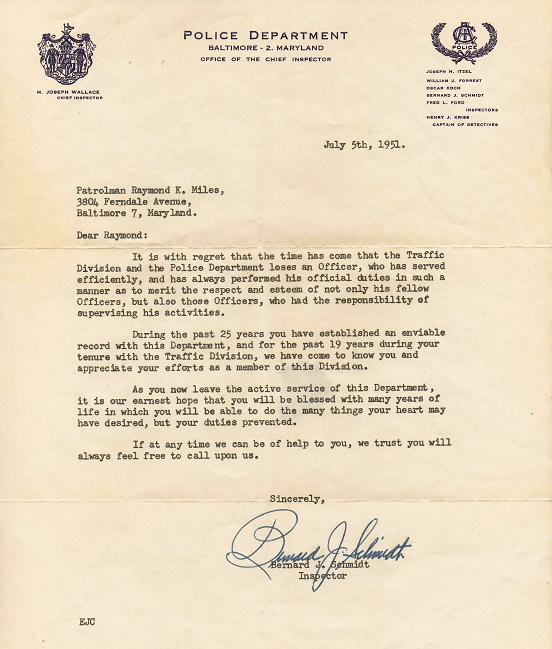 POLICE DEPARTMENT
BALTIMORE - 2, MARYLAND
OFFICE OF THE CHIEF INSPECTOR
H. JOSEPH WALLACE
CHIEF INSPECTOR
POLICE
JOSEPH H. ITZEL
WILLIAM J. FORREST
OSCAR KOCH
BERNARD J. SCHMIDT
FRED L. FORD
INSPECTORS
HENRY J. KRISS
CAPTAIN OF DETECTIVES
July 5th, 1951.
Patrolman Raymond K. Miles,
3804 Ferndale Avenue,
Baltimore 7, Maryland.
Dear Raymond:
It is with regret that the time has come that the Traffic
Division and the Police Department loses an Officer, who has served
efficiently, and has always performed his official duties in such a
manner as to merit the respect and esteem of not only his fellow
Officers, but also those Officers, who had the responsibility of
supervising his activities.
During the past 25 years you have established an enviable
record with this Department, and for the past 19 years during your
tenure with the Traffic Division, we have come to know you and
appreciate your efforts as a member of this Division.
As you now leave the active service of this Department,
it is our earnest hope that you will be blessed with many years of
life in which you will be able to do the many things your heart may
have desired, but your duties prevented.
If at any time we can be of help to you, we trust you will
always feel free to call upon us.
Sincerely,
Bernard J. Schmidt
Bernard J. Schmidt
Inspector
EJC